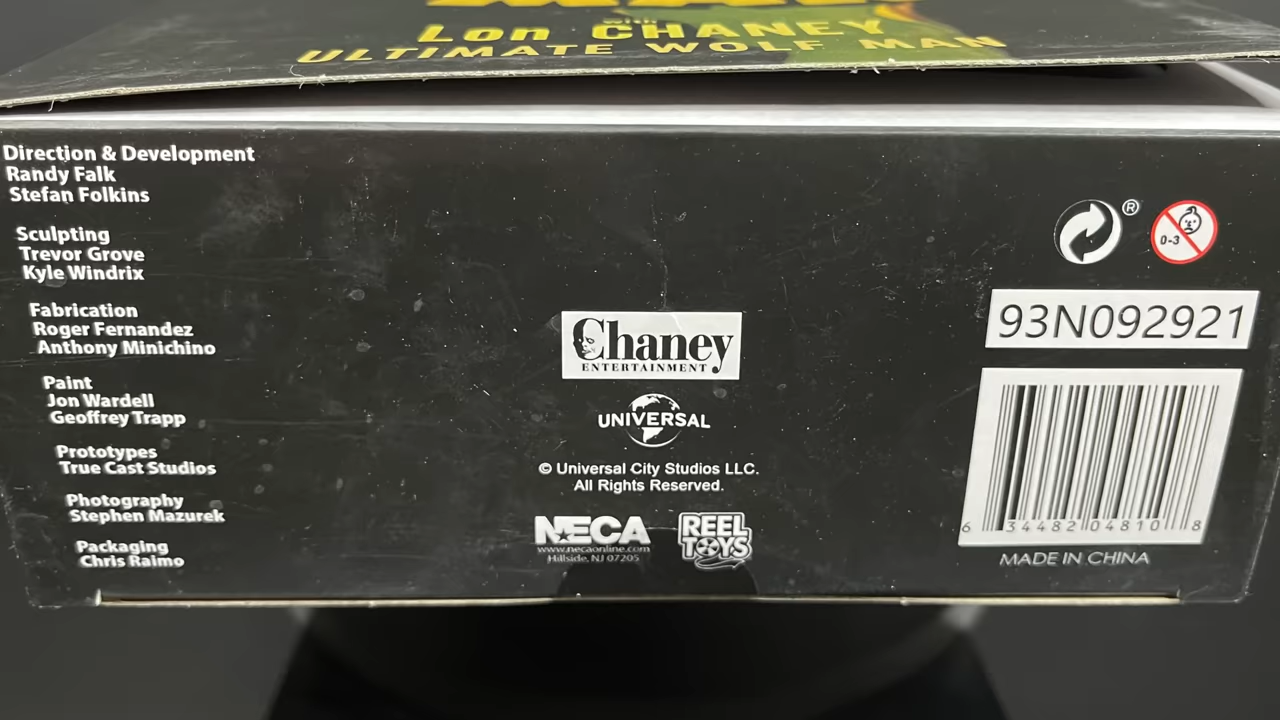 with
Lon CHANEY
ULTIMATE WOLF MAN
Direction & Development
Randy Falk
Stefan Folkins
Sculpting
Trevor Grove
Kyle Windrix
Fabrication
Roger Fernandez
Anthony Minichino
Paint
Jon Wardell
Geoffrey Trapp
Prototypes
True Cast Studios
Photography
Stephen Mazurek
Packaging
Chris Raimo
Chaney
ENTERTAINMENT
UNIVERSAL
© Universal City Studios LLC.
All Rights Reserved.
NECA
www.necaonline.com
Hillside, NJ 07205
REEL
TOYS
®
0-3
93N092921
6 34482 04810 8
MADE IN CHINA